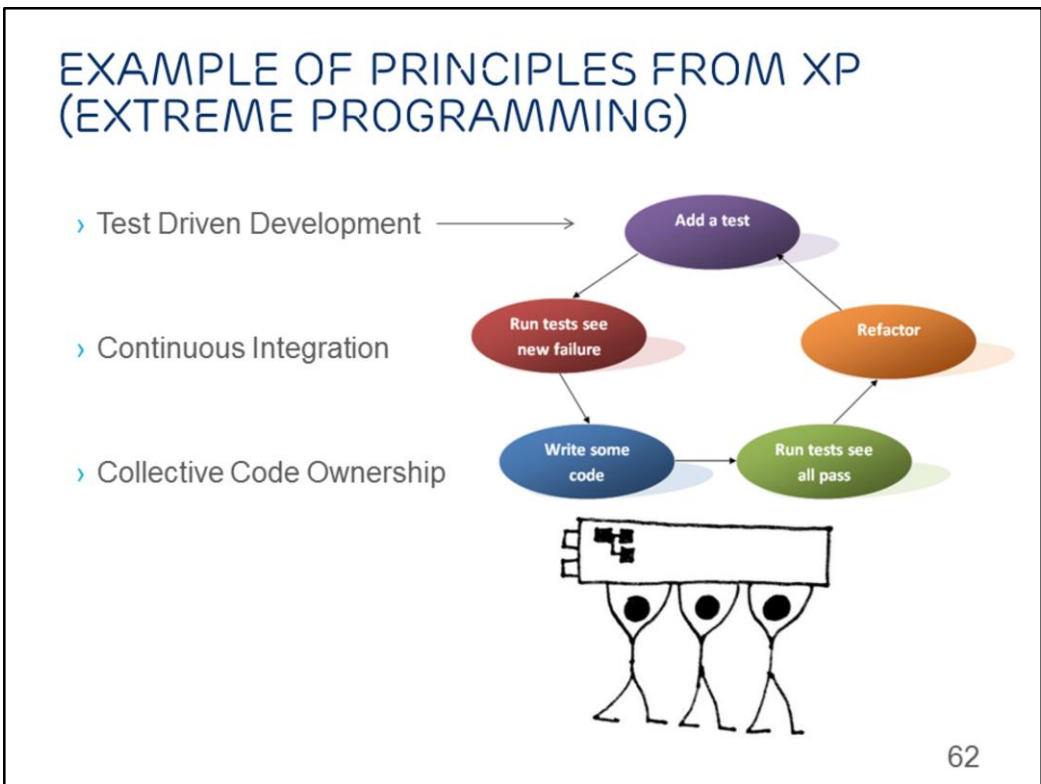 EXAMPLE OF PRINCIPLES FROM XP
(EXTREME PROGRAMMING)
› Test Driven Development
› Continuous Integration
› Collective Code Ownership
Add a test
Run tests see
new failure
Refactor
Write some
code
Run tests see
all pass
62